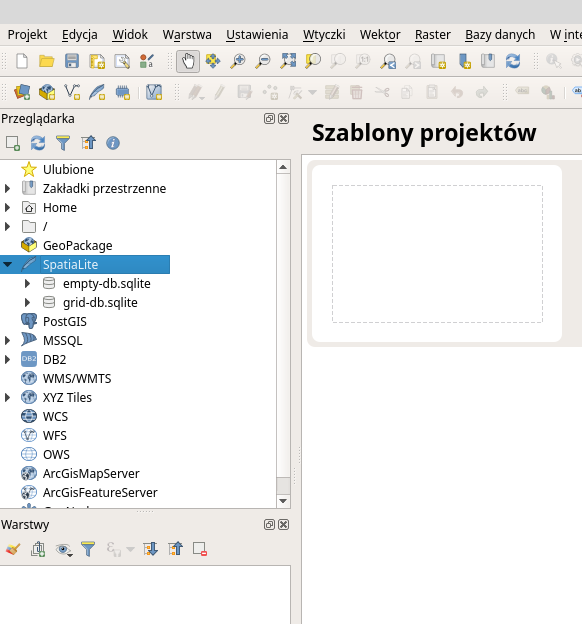 Projekt Edycja Widok Warstwa Ustawienia Wtyczki Wektor Raster Bazy danych W inte
Przeglądarka
Szablony projektów
Ulubione
Zakładki przestrzenne
Home
/
GeoPackage
SpatiaLite
empty-db.sqlite
grid-db.sqlite
PostGIS
MSSQL
DB2 DB2
WMS/WMTS
XYZ Tiles
WCS
WFS
OWS
ArcGisMapServer
ArcGisFeatureServer
Warstwy